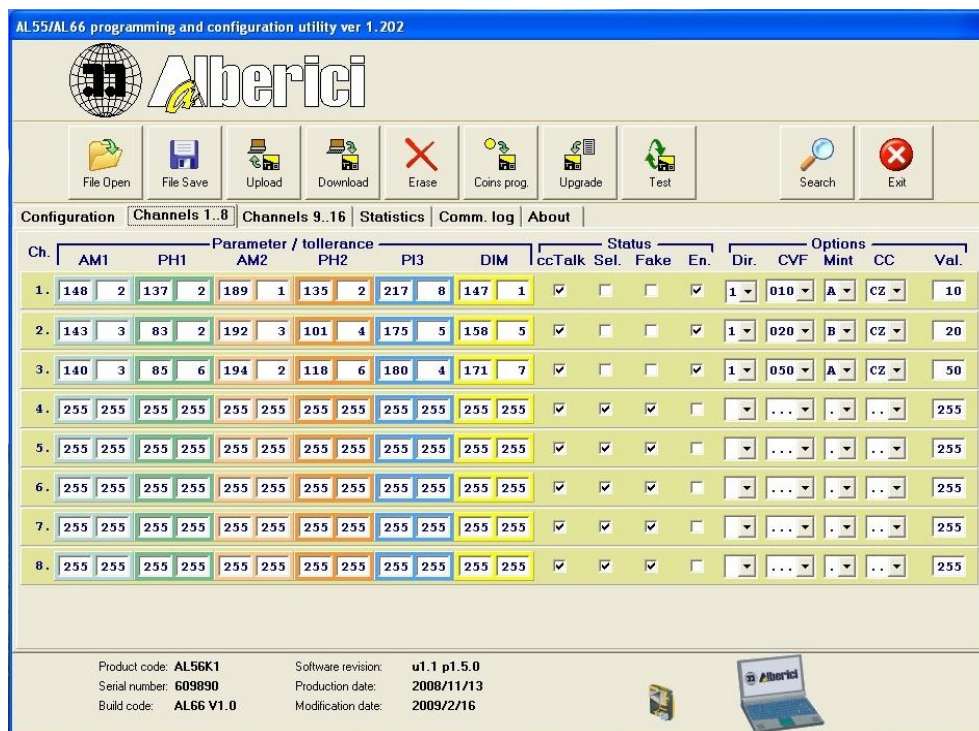 AL55/AL66 programming and configuration utility ver 1.202
Alberici
File Open File Save Upload Download Erase Coins prog. Upgrade Test Search Exit
Configuration Channels 1..8 Channels 9..16 Statistics Comm. log About
Parameter / tollerance Status Options
Ch. AM1 PH1 AM2 PH2 PI3 DIM ccTalk Sel. Fake En. Dir. CVF Mint CC Val.
1. 148 2 137 2 189 1 135 2 217 8 147 1 1 010 A CZ 10
2. 143 3 83 2 192 3 101 4 175 5 158 5 1 020 B CZ 20
3. 140 3 85 6 194 2 118 6 180 4 171 7 1 050 A CZ 50
4. 255 255 255 255 255 255 255 255 255 255 255 255 ... . .. 255
5. 255 255 255 255 255 255 255 255 255 255 255 255 ... . .. 255
6. 255 255 255 255 255 255 255 255 255 255 255 255 ... . .. 255
7. 255 255 255 255 255 255 255 255 255 255 255 255 ... . .. 255
8. 255 255 255 255 255 255 255 255 255 255 255 255 ... . .. 255
Product code: AL56K1 Software revision: u1.1 p1.5.0
Serial number: 609890 Production date: 2008/11/13
Build code: AL66 V1.0 Modification date: 2009/2/16
Alberici